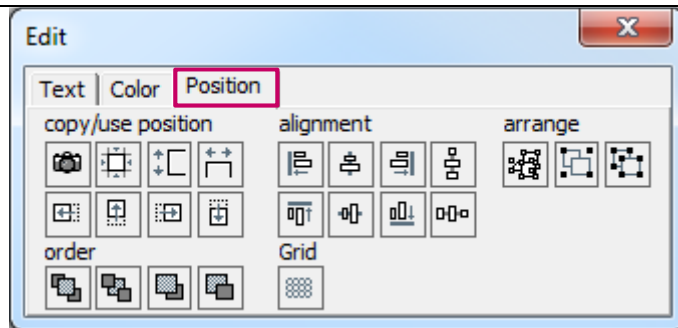 Edit
Text Color Position
copy/use position alignment arrange
order Grid